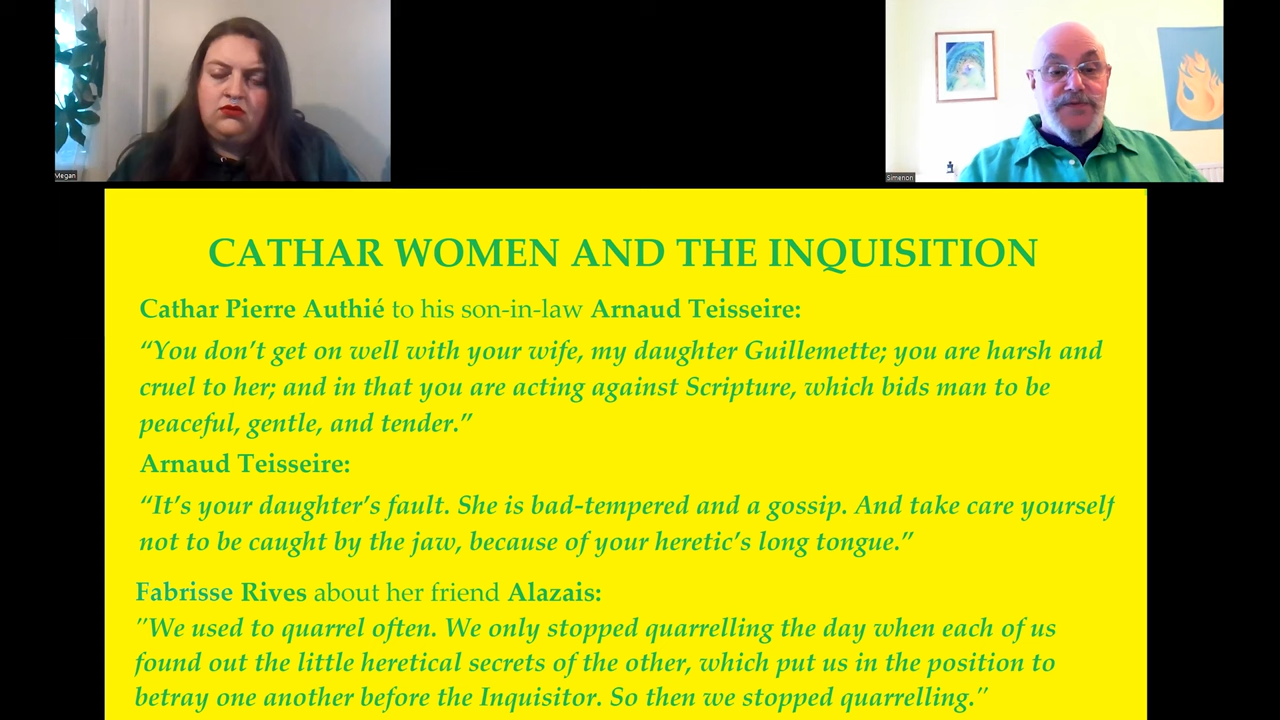 Megan
Simenon
CATHAR WOMEN AND THE INQUISITION
Cathar Pierre Authié to his son-in-law Arnaud Teisseire:
“You don’t get on well with your wife, my daughter Guillemette; you are harsh and
cruel to her; and in that you are acting against Scripture, which bids man to be
peaceful, gentle, and tender.”
Arnaud Teisseire:
“It’s your daughter’s fault. She is bad-tempered and a gossip. And take care yourself
not to be caught by the jaw, because of your heretic’s long tongue.”
Fabrisse Rives about her friend Alazais:
"We used to quarrel often. We only stopped quarrelling the day when each of us
found out the little heretical secrets of the other, which put us in the position to
betray one another before the Inquisitor. So then we stopped quarrelling."